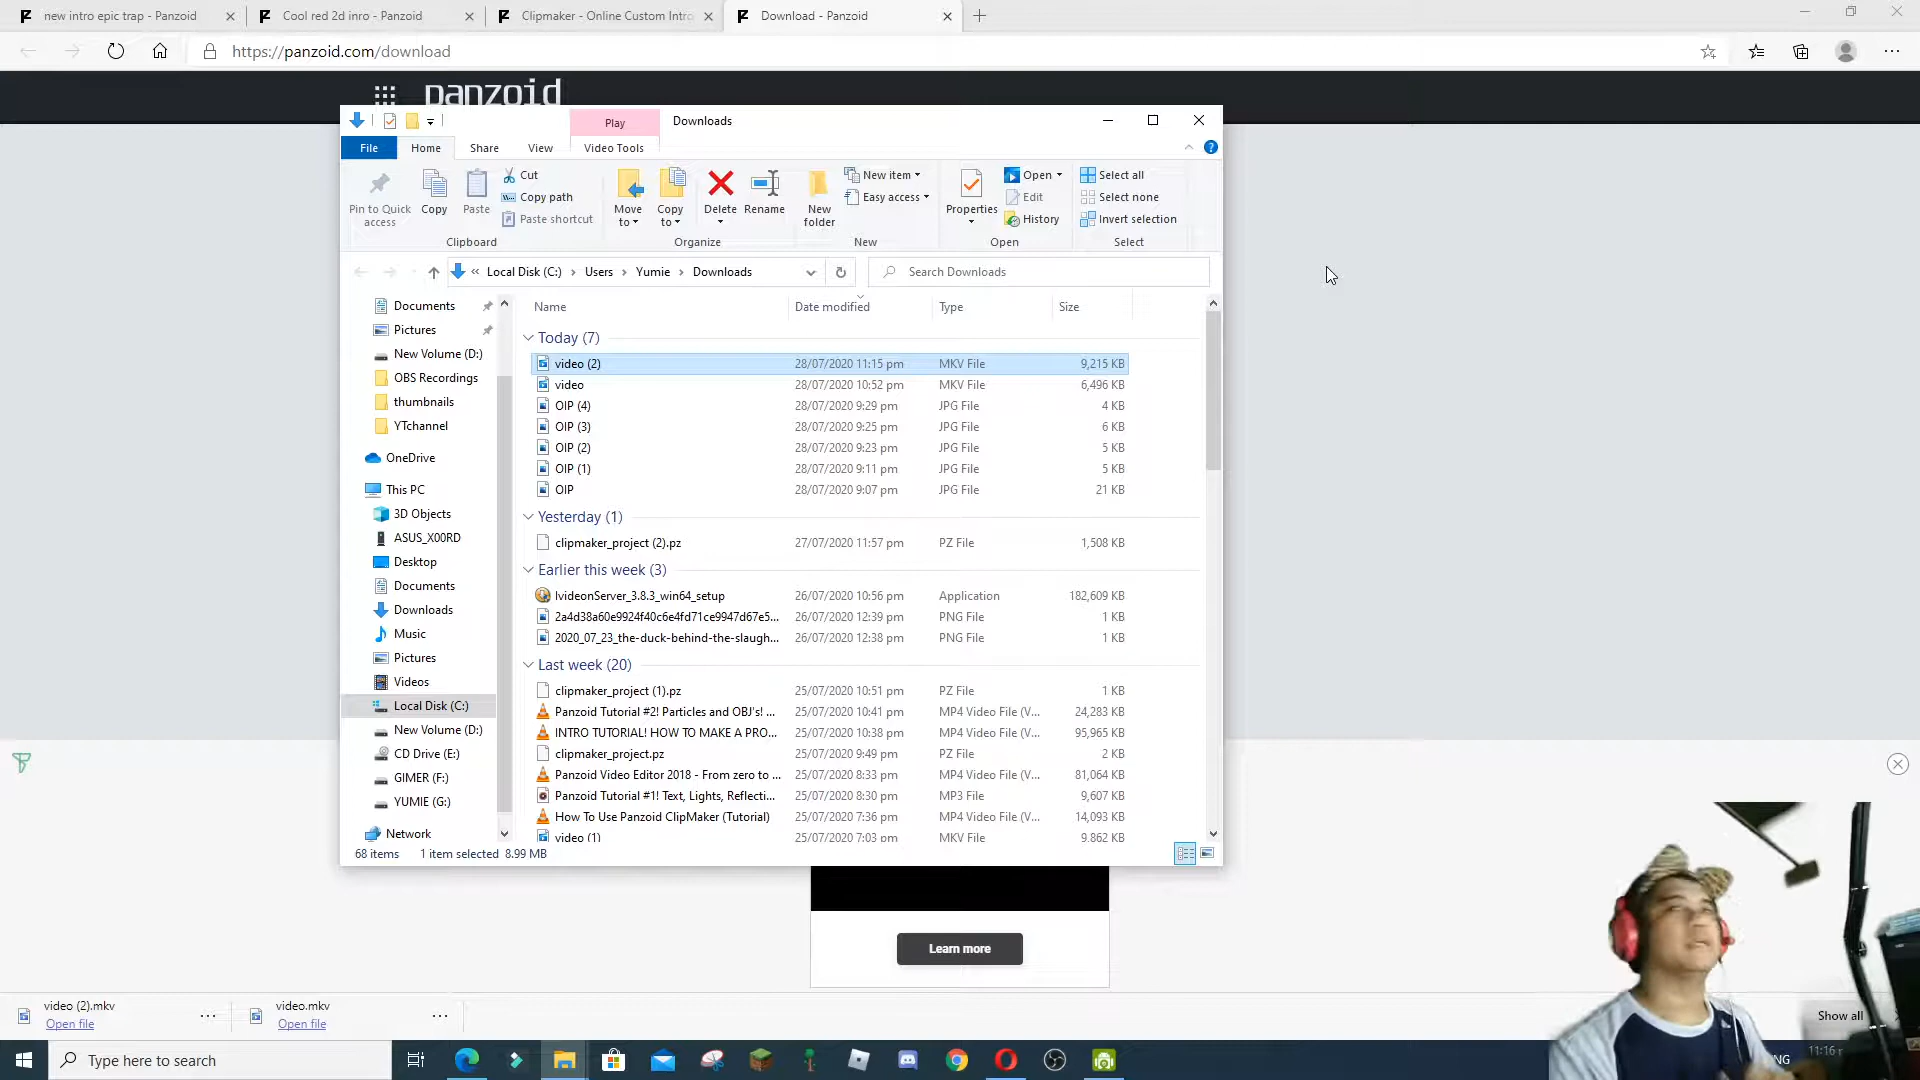 new intro epic trap - Panzoid
Cool red 2d inro - Panzoid
Clipmaker - Online Custom Intro
Download - Panzoid
https://panzoid.com/download
panzoid
Play
Downloads
File
Home
Share
View
Video Tools
Pin to Quick access
Copy
Paste
Cut
Copy path
Paste shortcut
Move to
Copy to
Delete
Rename
New folder
New item
Easy access
Properties
Open
Edit
History
Select all
Select none
Invert selection
Clipboard
Organize
New
Open
Select
« Local Disk (C:) › Users › Yumie › Downloads
Search Downloads
Name Date modified Type Size
Documents
Pictures
New Volume (D:)
OBS Recordings
thumbnails
YTchannel
OneDrive
This PC
3D Objects
ASUS_X00RD
Desktop
Documents
Downloads
Music
Pictures
Videos
Local Disk (C:)
New Volume (D:)
CD Drive (E:)
GIMER (F:)
YUMIE (G:)
Network
Today (7)
video (2) 28/07/2020 11:15 pm MKV File 9,215 KB
video 28/07/2020 10:52 pm MKV File 6,496 KB
OIP (4) 28/07/2020 9:29 pm JPG File 4 KB
OIP (3) 28/07/2020 9:25 pm JPG File 6 KB
OIP (2) 28/07/2020 9:23 pm JPG File 5 KB
OIP (1) 28/07/2020 9:11 pm JPG File 5 KB
OIP 28/07/2020 9:07 pm JPG File 21 KB
Yesterday (1)
clipmaker_project (2).pz 27/07/2020 11:57 pm PZ File 1,508 KB
Earlier this week (3)
IvideonServer_3.8.3_win64_setup 26/07/2020 10:56 pm Application 182,609 KB
2a4d38a60e9924f40c6e4fd71ce9947d67e5... 26/07/2020 12:39 pm PNG File 1 KB
2020_07_23_the-duck-behind-the-slaugh... 26/07/2020 12:38 pm PNG File 1 KB
Last week (20)
clipmaker_project (1).pz 25/07/2020 10:51 pm PZ File 1 KB
Panzoid Tutorial #2! Particles and OBJ's! ... 25/07/2020 10:41 pm MP4 Video File (V... 24,283 KB
INTRO TUTORIAL! HOW TO MAKE A PRO... 25/07/2020 10:38 pm MP4 Video File (V... 95,965 KB
clipmaker_project.pz 25/07/2020 9:49 pm PZ File 2 KB
Panzoid Video Editor 2018 - From zero to ... 25/07/2020 8:33 pm MP4 Video File (V... 81,064 KB
Panzoid Tutorial #1! Text, Lights, Reflecti... 25/07/2020 8:30 pm MP3 File 9,607 KB
How To Use Panzoid ClipMaker (Tutorial) 25/07/2020 7:36 pm MP4 Video File (V... 14,093 KB
video (1) 25/07/2020 7:03 pm MKV File 9,862 KB
68 items 1 item selected 8.99 MB
Learn more
video (2).mkv
Open file
video.mkv
Open file
Show all
Type here to search
11:16